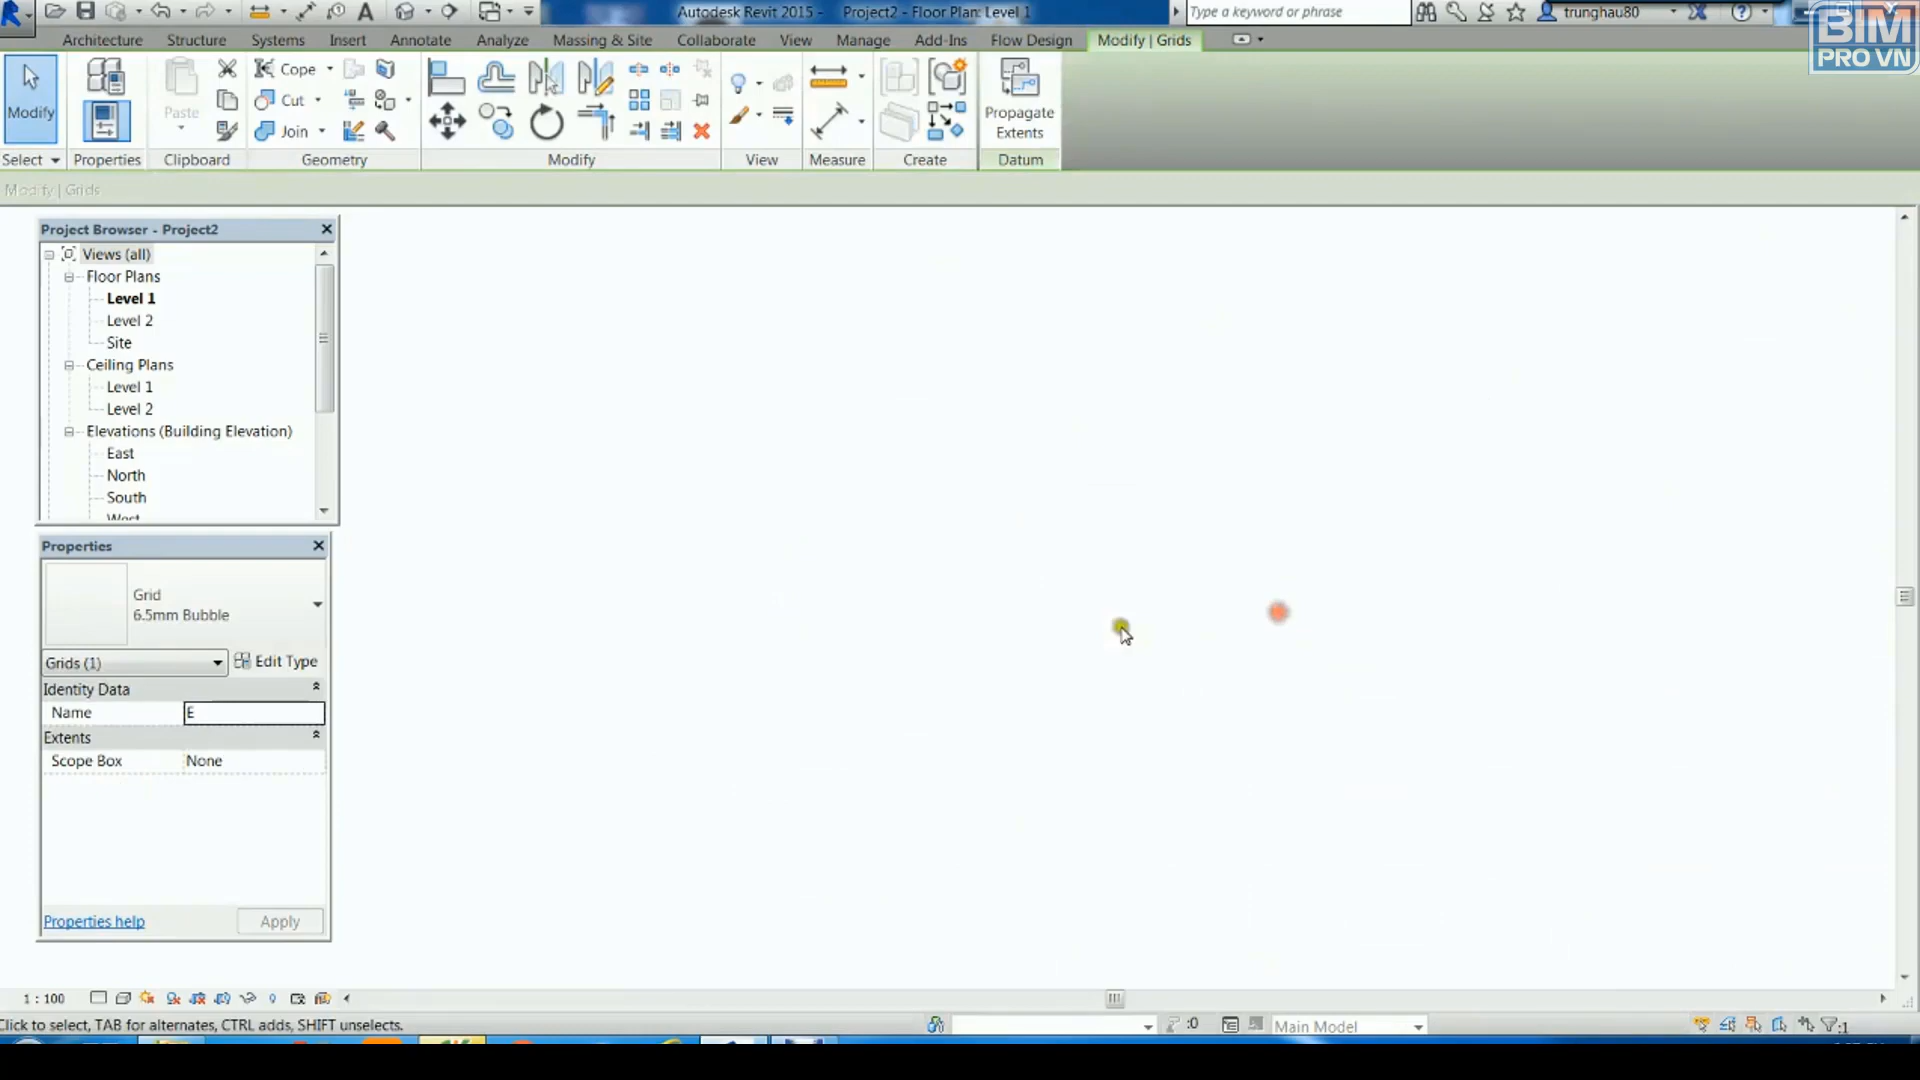 Autodesk Revit 2015 - Project2 - Floor Plan: Level 1
Type a keyword or phrase
trunghau80
BIM
PRO VN
Architecture Structure Systems Insert Annotate Analyze Massing & Site Collaborate View Manage Add-Ins Flow Design Modify | Grids
Modify
Paste
Cope
Cut
Join
Propagate
Extents
Select Properties Clipboard Geometry Modify View Measure Create Datum
Modify | Grids
Project Browser - Project2
Views (all)
Floor Plans
Level 1
Level 2
Site
Ceiling Plans
Level 1
Level 2
Elevations (Building Elevation)
East
North
South
West
Properties
Grid
6.5mm Bubble
Grids (1) Edit Type
Identity Data
Name E
Extents
Scope Box None
Properties help Apply
1 : 100
Click to select, TAB for alternates, CTRL adds, SHIFT unselects.
:0
Main Model
:1